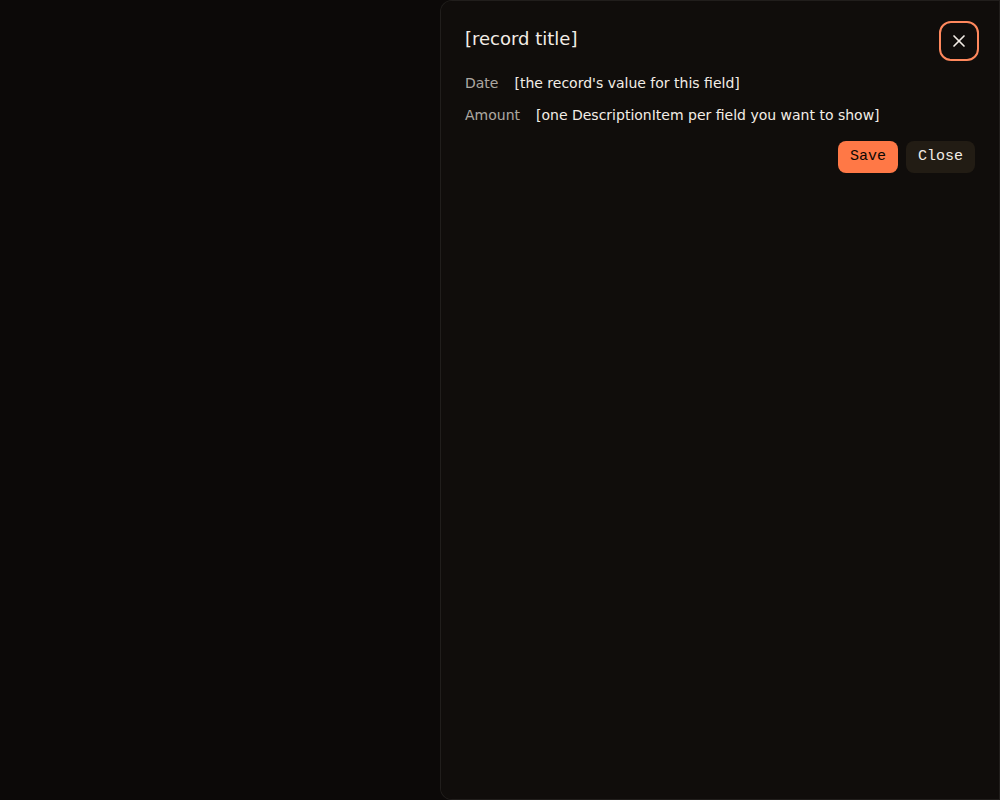 [record title]
Date [the record's value for this field]
Amount [one DescriptionItem per field you want to show]
Save Close